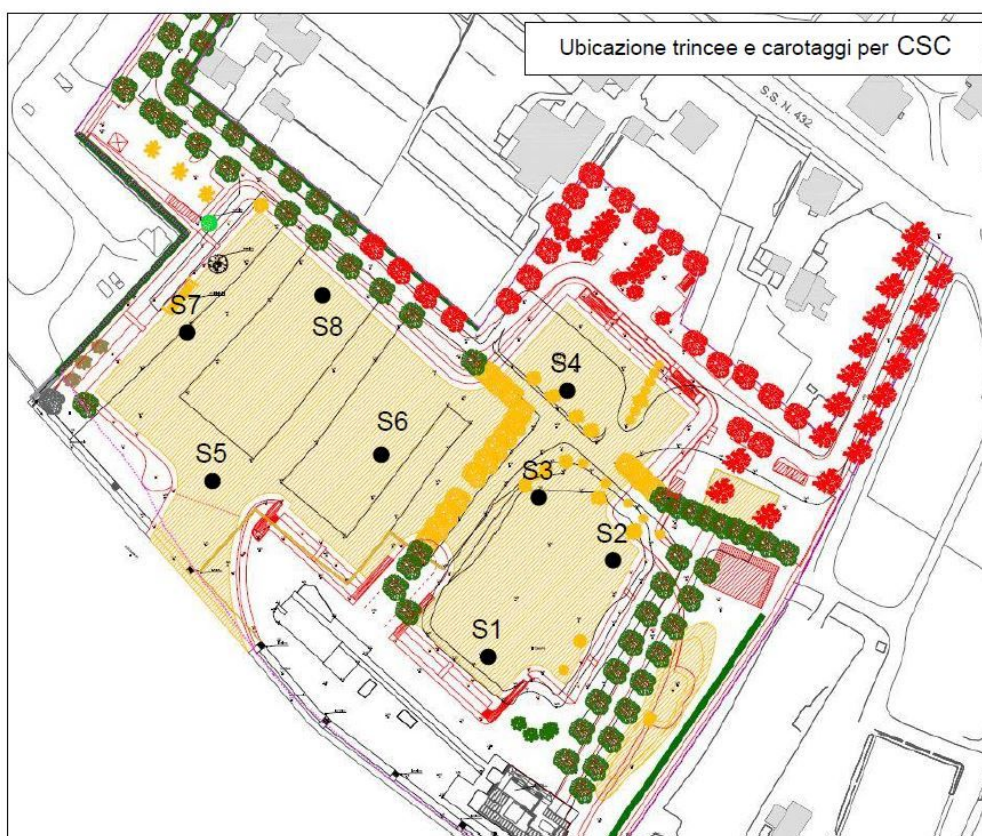 Ubicazione trincee e carotaggi per CSC
S.S. N. 432
S7
S8
S4
S6
S5
S3
S2
S1